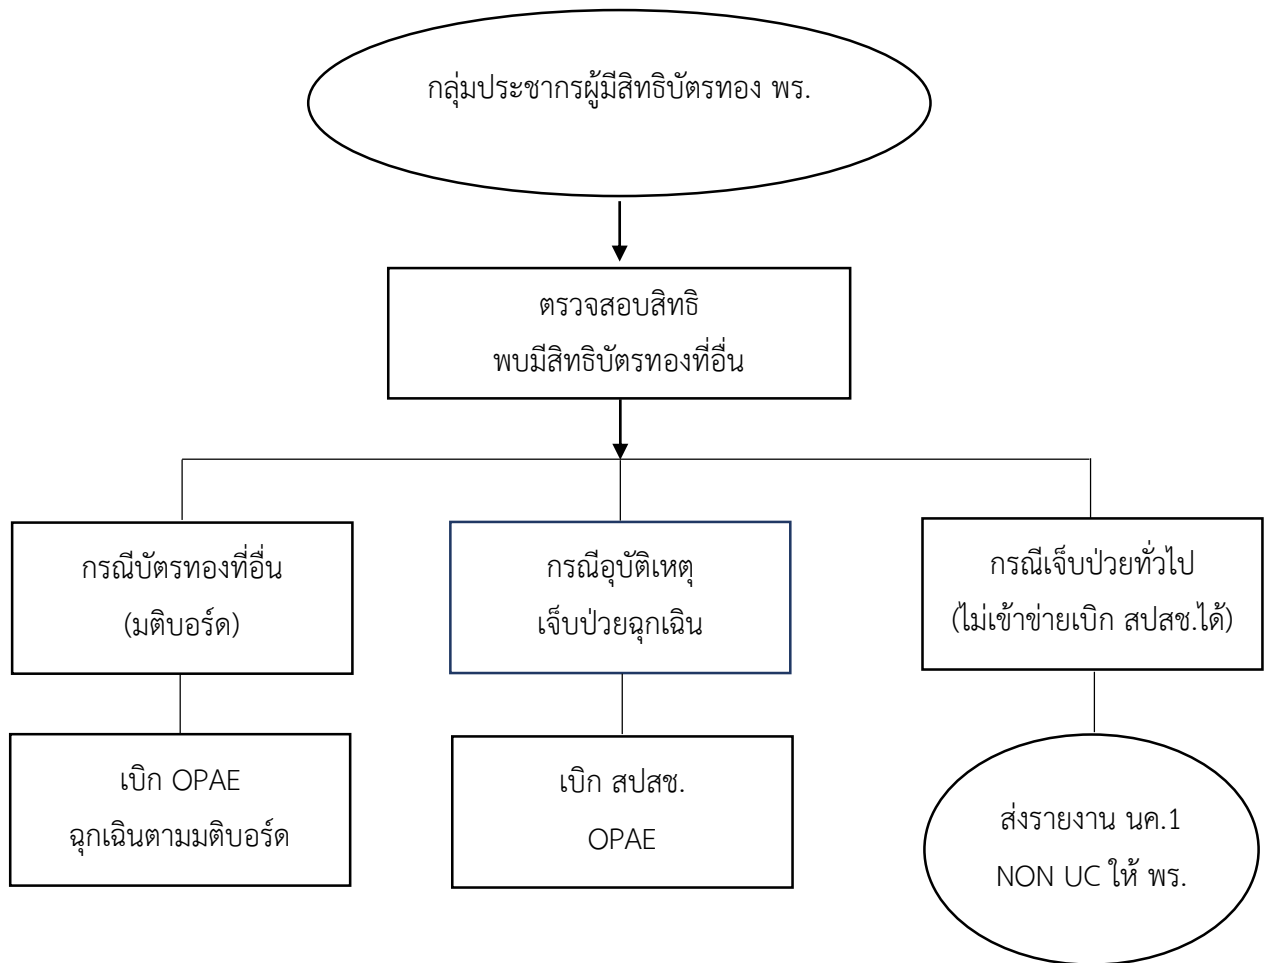 กลุ่มประชากรผู้มีสิทธิบัตรทอง พร.
ตรวจสอบสิทธิ
พบมีสิทธิบัตรทองที่อื่น
กรณีบัตรทองที่อื่น
(มติบอร์ด)
กรณีอุบัติเหตุ
เจ็บป่วยฉุกเฉิน
กรณีเจ็บป่วยทั่วไป
(ไม่เข้าข่ายเบิก สปสช.ได้)
เบิก OPAE
ฉุกเฉินตามมติบอร์ด
เบิก สปสช.
OPAE
ส่งรายงาน นค.1
NON UC ให้ พร.